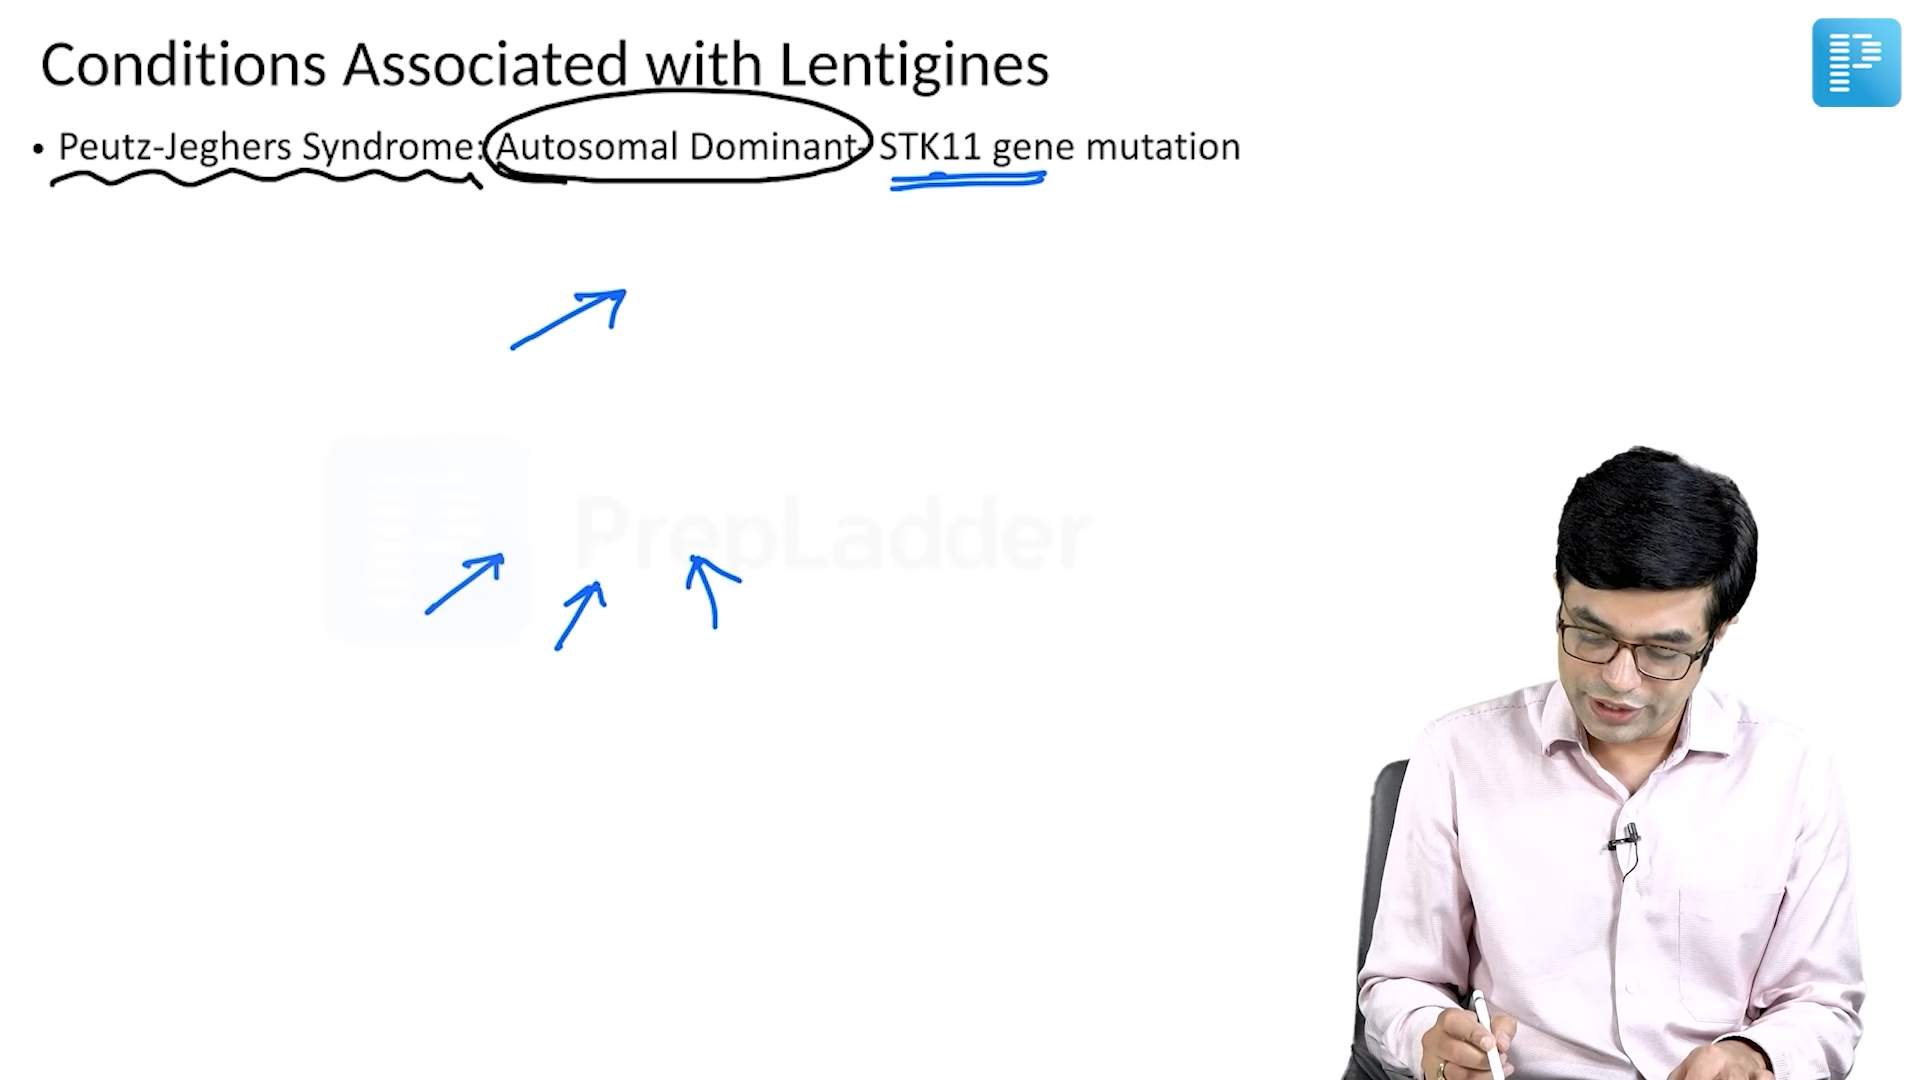 Conditions Associated with Lentigines
• Peutz-Jeghers Syndrome: Autosomal Dominant- STK11 gene mutation
PrepLadder